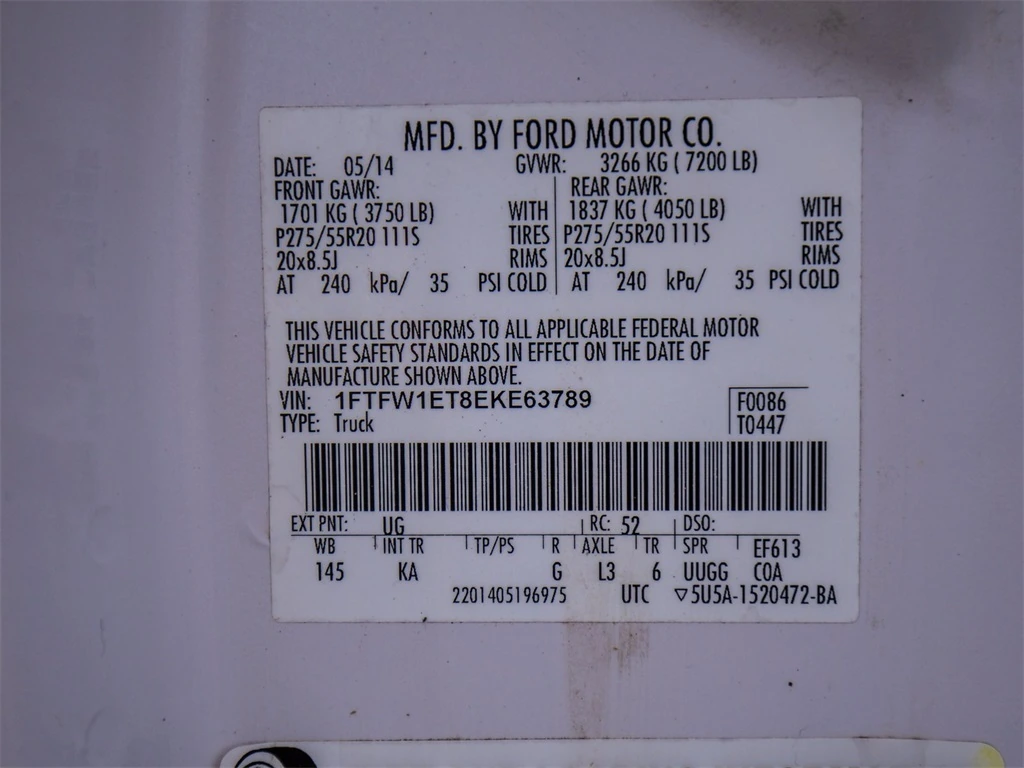 MFD. BY FORD MOTOR CO.
DATE: 05/14 GVWR: 3266 KG ( 7200 LB)
FRONT GAWR: REAR GAWR:
1701 KG ( 3750 LB) WITH 1837 KG ( 4050 LB) WITH
P275/55R20 111S TIRES P275/55R20 111S TIRES
20x8.5J RIMS 20x8.5J RIMS
AT 240 kPa/ 35 PSI COLD AT 240 kPa/ 35 PSI COLD
THIS VEHICLE CONFORMS TO ALL APPLICABLE FEDERAL MOTOR
VEHICLE SAFETY STANDARDS IN EFFECT ON THE DATE OF
MANUFACTURE SHOWN ABOVE.
VIN: 1FTFW1ET8EKE63789 F0086
TYPE: Truck T0447
EXT PNT: UG RC: 52 DSO:
WB INT TR TP/PS R AXLE TR SPR EF613
145 KA G L3 6 UUGG COA
2201405196975 UTC ▽5U5A-1520472-BA